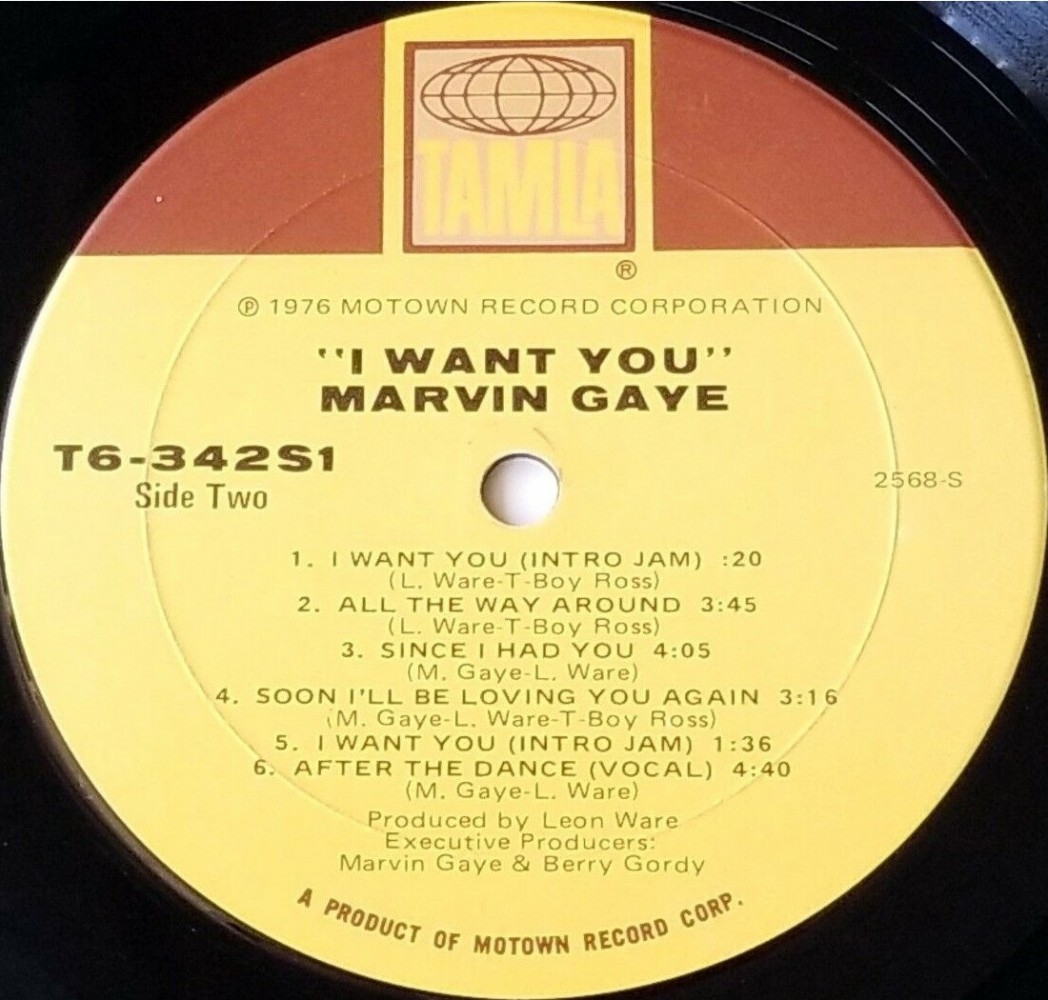 TAMLA
®
℗ 1976 MOTOWN RECORD CORPORATION
"I WANT YOU"
MARVIN GAYE
T6-342S1
Side Two
2568-S
1. I WANT YOU (INTRO JAM) :20
(L. Ware-T-Boy Ross)
2. ALL THE WAY AROUND 3:45
(L. Ware-T-Boy Ross)
3. SINCE I HAD YOU 4:05
(M. Gaye-L. Ware)
4. SOON I'LL BE LOVING YOU AGAIN 3:16
(M. Gaye-L. Ware-T-Boy Ross)
5. I WANT YOU (INTRO JAM) 1:36
6. AFTER THE DANCE (VOCAL) 4:40
(M. Gaye-L. Ware)
Produced by Leon Ware
Executive Producers:
Marvin Gaye & Berry Gordy
A PRODUCT OF MOTOWN RECORD CORP.